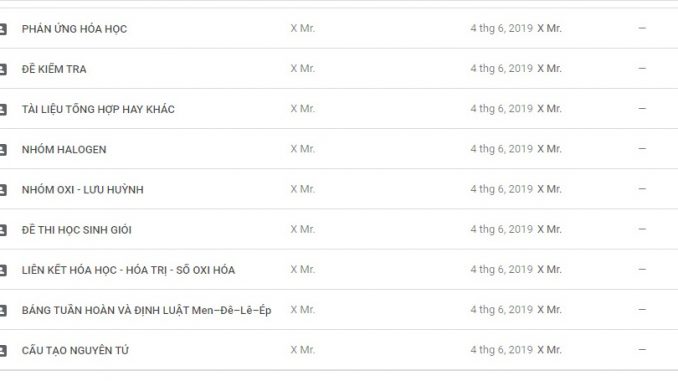 PHẢN ỨNG HÓA HỌC X Mr. 4 thg 6, 2019 X Mr. —
ĐỀ KIỂM TRA X Mr. 4 thg 6, 2019 X Mr. —
TÀI LIỆU TỔNG HỢP HAY KHÁC X Mr. 4 thg 6, 2019 X Mr. —
NHÓM HALOGEN X Mr. 4 thg 6, 2019 X Mr. —
NHÓM OXI - LƯU HUỲNH X Mr. 4 thg 6, 2019 X Mr. —
ĐỀ THI HỌC SINH GIỎI X Mr. 4 thg 6, 2019 X Mr. —
LIÊN KẾT HÓA HỌC - HÓA TRỊ - SỐ OXI HÓA X Mr. 4 thg 6, 2019 X Mr. —
BẢNG TUẦN HOÀN VÀ ĐỊNH LUẬT Men–Đê–Lê–Ép X Mr. 4 thg 6, 2019 X Mr. —
CẤU TẠO NGUYÊN TỬ X Mr. 4 thg 6, 2019 X Mr. —